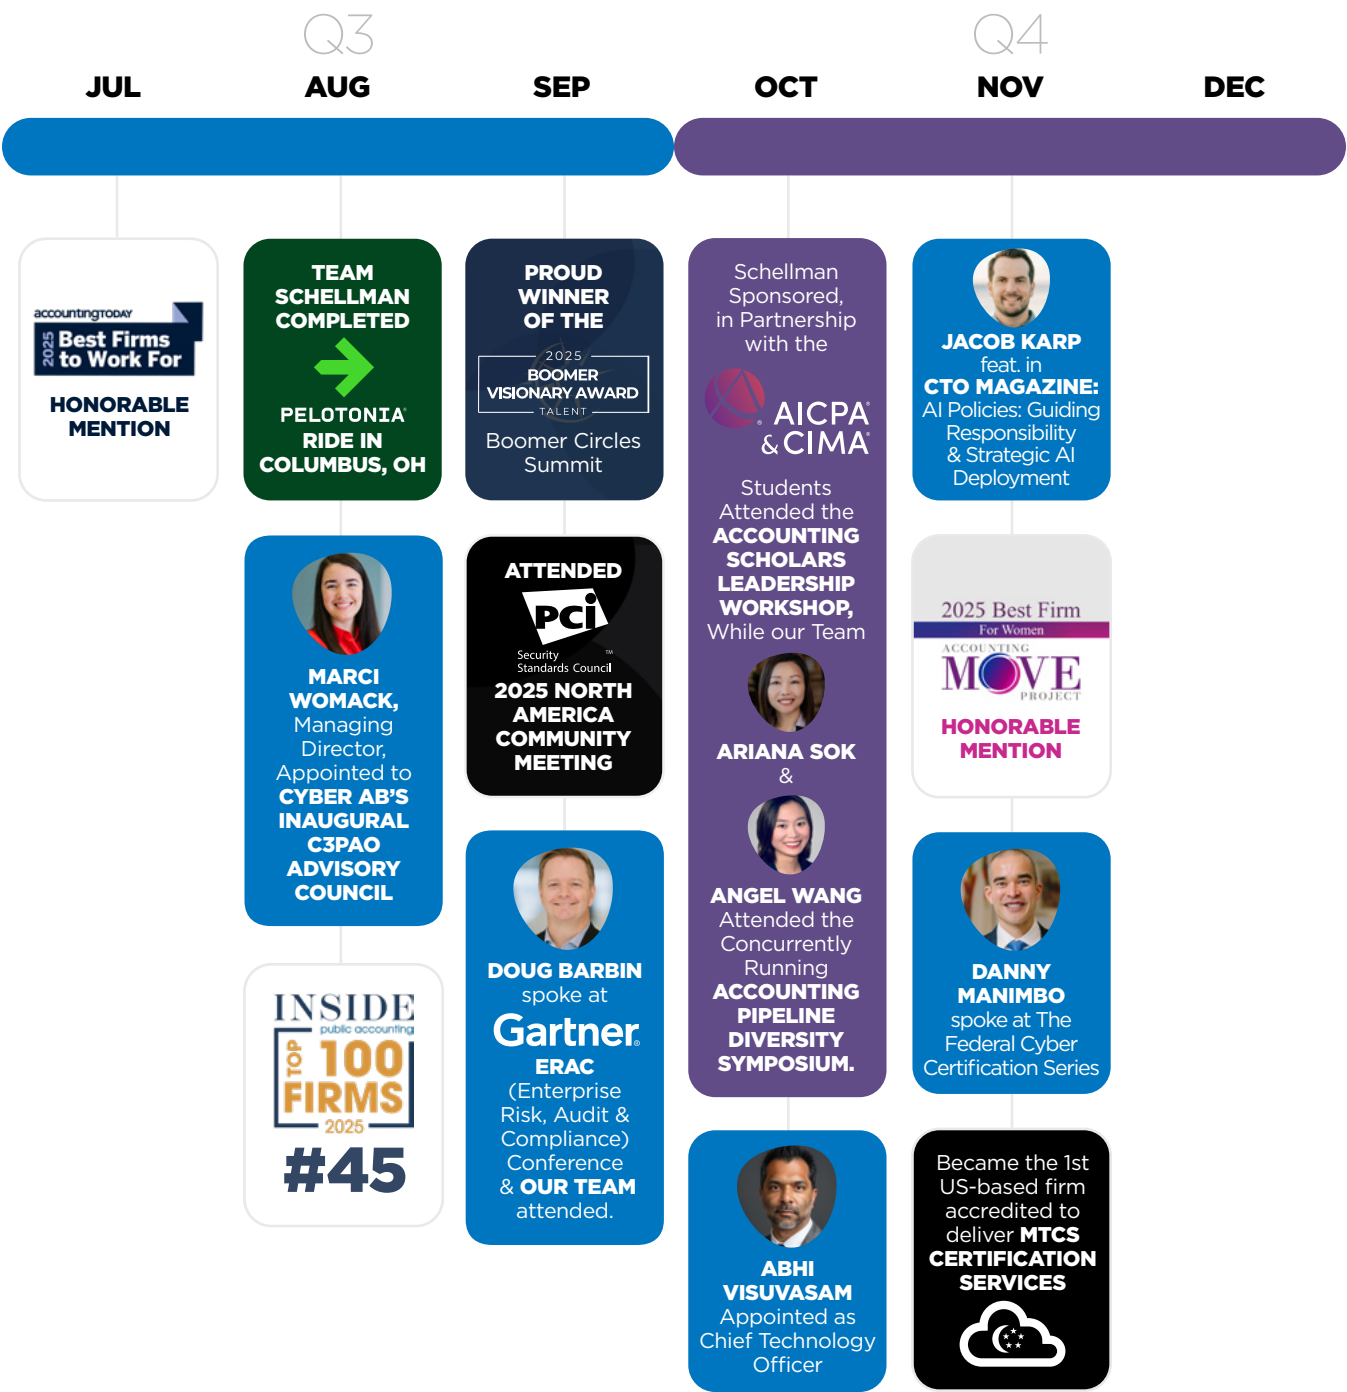 Q3
Q4
JUL
AUG
SEP
OCT
NOV
DEC
accountingTODAY
2025
Best Firms
to Work For
HONORABLE
MENTION
TEAM
SCHELLMAN
COMPLETED
PELOTONIA
RIDE IN
COLUMBUS, OH
MARCI
WOMACK,
Managing
Director,
Appointed to
CYBER AB'S
INAUGURAL
C3PAO
ADVISORY
COUNCIL
INSIDE
public accounting
TOP
100
FIRMS
2025
#45
PROUD
WINNER
OF THE
2025
BOOMER
VISIONARY AWARD
TALENT
Boomer Circles
Summit
ATTENDED
PCi
Security
Standards Council ™
2025 NORTH
AMERICA
COMMUNITY
MEETING
DOUG BARBIN
spoke at
Gartner®
ERAC
(Enterprise
Risk, Audit &
Compliance)
Conference
& OUR TEAM
attended.
Schellman
Sponsored,
in Partnership
with the
AICPA®
& CIMA®
Students
Attended the
ACCOUNTING
SCHOLARS
LEADERSHIP
WORKSHOP,
While our Team
ARIANA SOK
&
ANGEL WANG
Attended the
Concurrently
Running
ACCOUNTING
PIPELINE
DIVERSITY
SYMPOSIUM.
ABHI
VISUVASAM
Appointed as
Chief Technology
Officer
JACOB KARP
feat. in
CTO MAGAZINE:
AI Policies: Guiding
Responsibility
& Strategic AI
Deployment
2025 Best Firm
For Women
ACCOUNTING
MOVE
PROJECT
HONORABLE
MENTION
DANNY
MANIMBO
spoke at The
Federal Cyber
Certification Series
Became the 1st
US-based firm
accredited to
deliver MTCS
CERTIFICATION
SERVICES